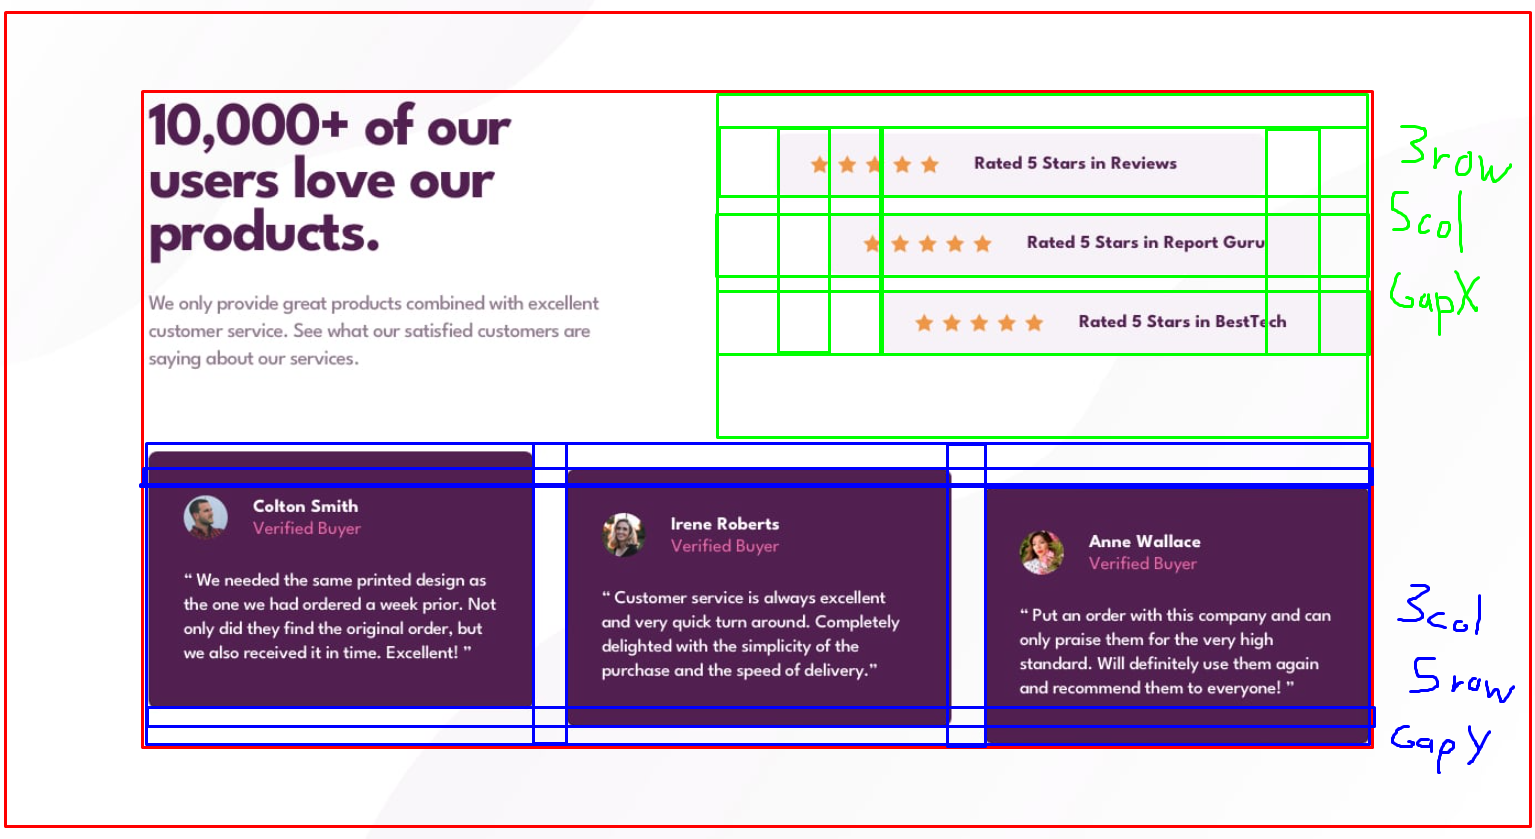 10,000+ of our
users love our
products.
We only provide great products combined with excellent
customer service. See what our satisfied customers are
saying about our services.
Rated 5 Stars in Reviews
Rated 5 Stars in Report Guru
Rated 5 Stars in BestTech
3row
5col
GapX
Colton Smith
Verified Buyer
“ We needed the same printed design as
the one we had ordered a week prior. Not
only did they find the original order, but
we also received it in time. Excellent! ”
Irene Roberts
Verified Buyer
“ Customer service is always excellent
and very quick turn around. Completely
delighted with the simplicity of the
purchase and the speed of delivery.”
Anne Wallace
Verified Buyer
“ Put an order with this company and can
only praise them for the very high
standard. Will definitely use them again
and recommend them to everyone! ”
3col
5row
GapY